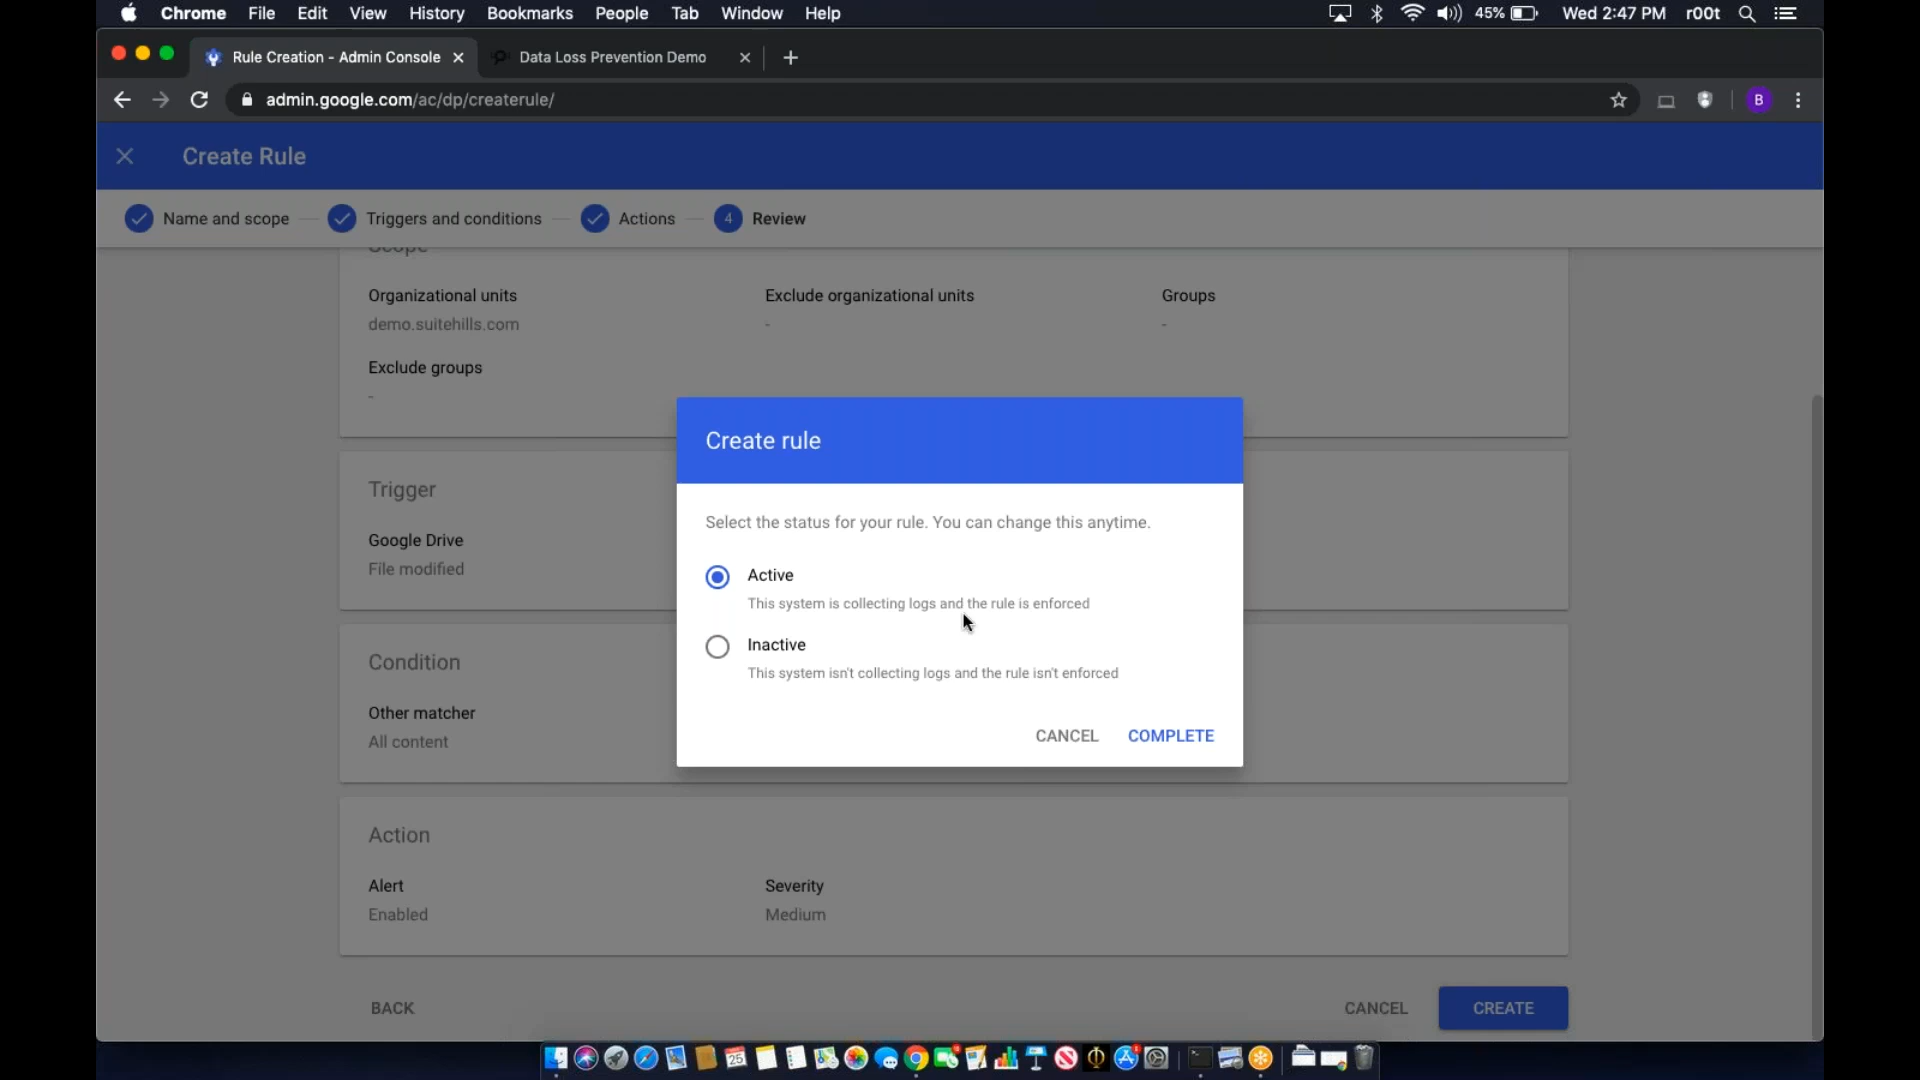 Chrome File Edit View History Bookmarks People Tab Window Help 45% Wed 2:47 PM r00t
Rule Creation - Admin Console Data Loss Prevention Demo
admin.google.com/ac/dp/createrule/ B
Create Rule
Name and scope Triggers and conditions Actions 4 Review
Scope
Organizational units Exclude organizational units Groups
demo.suitehills.com - -
Exclude groups
-
Create rule
Trigger
Select the status for your rule. You can change this anytime.
Google Drive
File modified
Active
This system is collecting logs and the rule is enforced
Inactive
This system isn't collecting logs and the rule isn't enforced
Condition
Other matcher
All content
CANCEL COMPLETE
Action
Alert Severity
Enabled Medium
BACK CANCEL CREATE
25